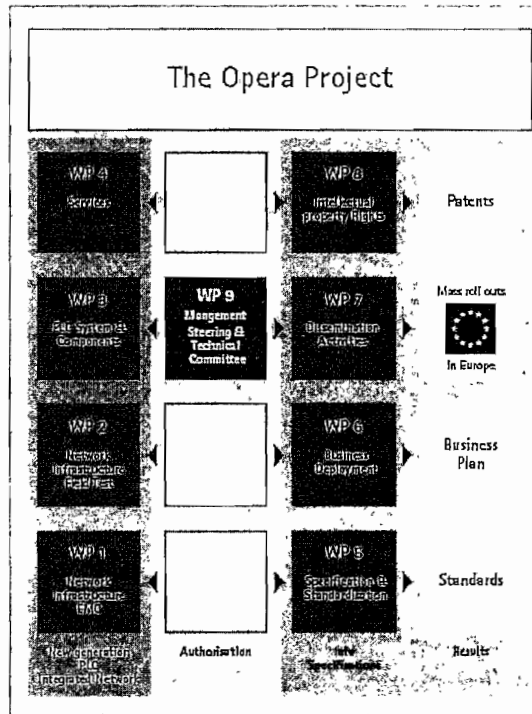 The Opera Project
WP 4
Services
WP 8
Intellectual
property Rights
Patents
WP 3
PLC System &
Components
WP 9
Mongement
Steering &
Technical
Committee
WP 7
Dissemination
Activities
Mass roll outs
In Europe
WP 2
Network
Infrastructure
Field Test
WP 6
Business
Deployment
Business
Plan
WP 1
Network
Infrastructure
EMC
WP 5
Specification &
Standardization
Standards
New generation
PLC
Integrated Network
Authorisation
Specifications
Results